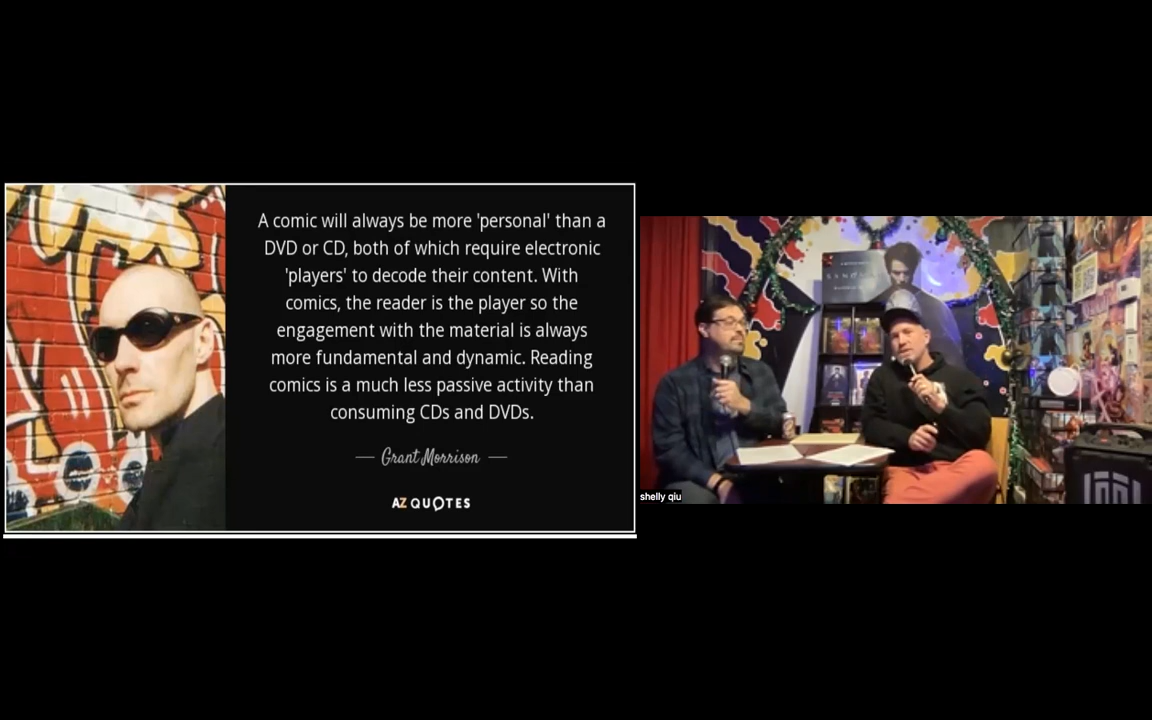 A comic will always be more 'personal' than a
DVD or CD, both of which require electronic
'players' to decode their content. With
comics, the reader is the player so the
engagement with the material is always
more fundamental and dynamic. Reading
comics is a much less passive activity than
consuming CDs and DVDs.
— Grant Morrison —
AZ QUOTES
shelly qiu